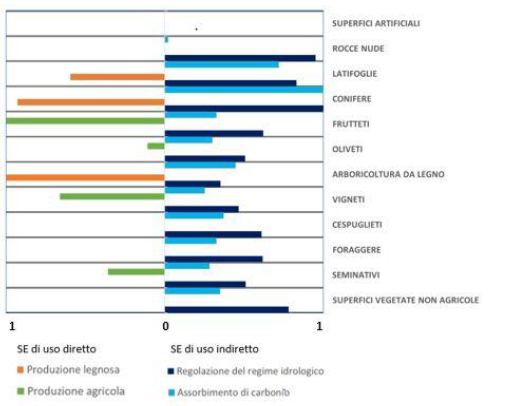 SUPERFICI ARTIFICIALI
ROCCE NUDE
LATIFOGLIE
CONIFERE
FRUTTETI
OLIVETI
ARBORICOLTURA DA LEGNO
VIGNETI
CESPUGLIETI
FORAGGERE
SEMINATIVI
SUPERFICI VEGETATE NON AGRICOLE
1 0 1
SE di uso diretto SE di uso indiretto
Produzione legnosa Regolazione del regime idrologico
Produzione agricola Assorbimento di carbonio